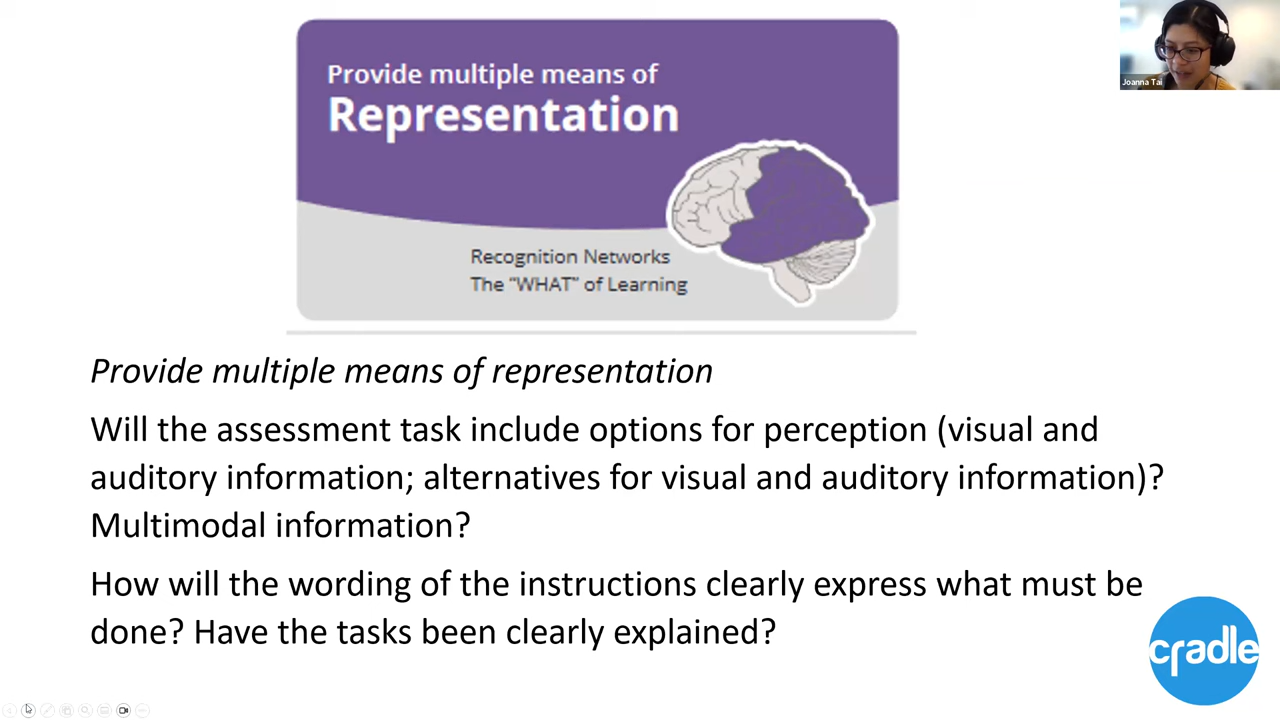 Provide multiple means of
Representation
Recognition Networks
The “WHAT” of Learning
Joanna Tai
Provide multiple means of representation
Will the assessment task include options for perception (visual and
auditory information; alternatives for visual and auditory information)?
Multimodal information?
How will the wording of the instructions clearly express what must be
done? Have the tasks been clearly explained?
cradle